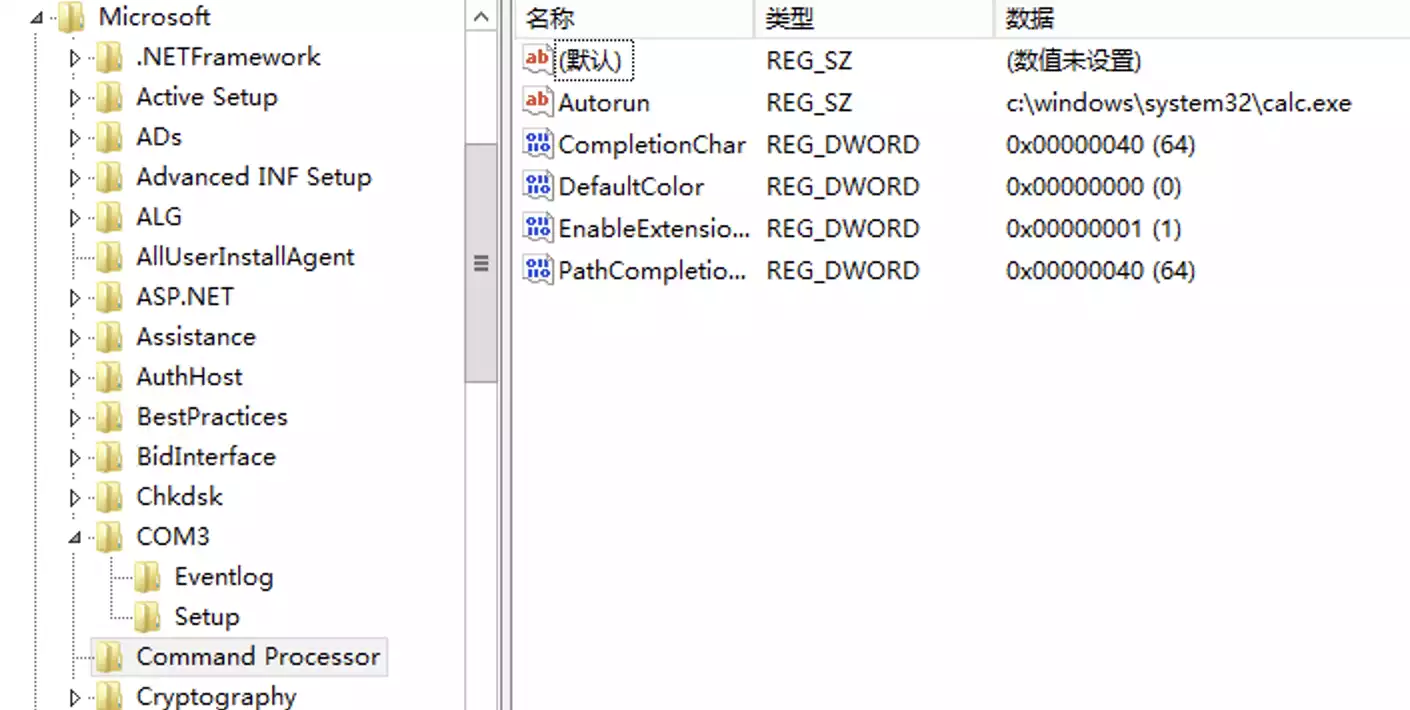 Microsoft
.NETFramework
Active Setup
ADs
Advanced INF Setup
ALG
AllUserInstallAgent
ASP.NET
Assistance
AuthHost
BestPractices
BidInterface
Chkdsk
COM3
Eventlog
Setup
Command Processor
Cryptography
名称 类型 数据
(默认) REG_SZ (数值未设置)
Autorun REG_SZ c:\windows\system32\calc.exe
CompletionChar REG_DWORD 0x00000040 (64)
DefaultColor REG_DWORD 0x00000000 (0)
EnableExtensio... REG_DWORD 0x00000001 (1)
PathCompletio... REG_DWORD 0x00000040 (64)